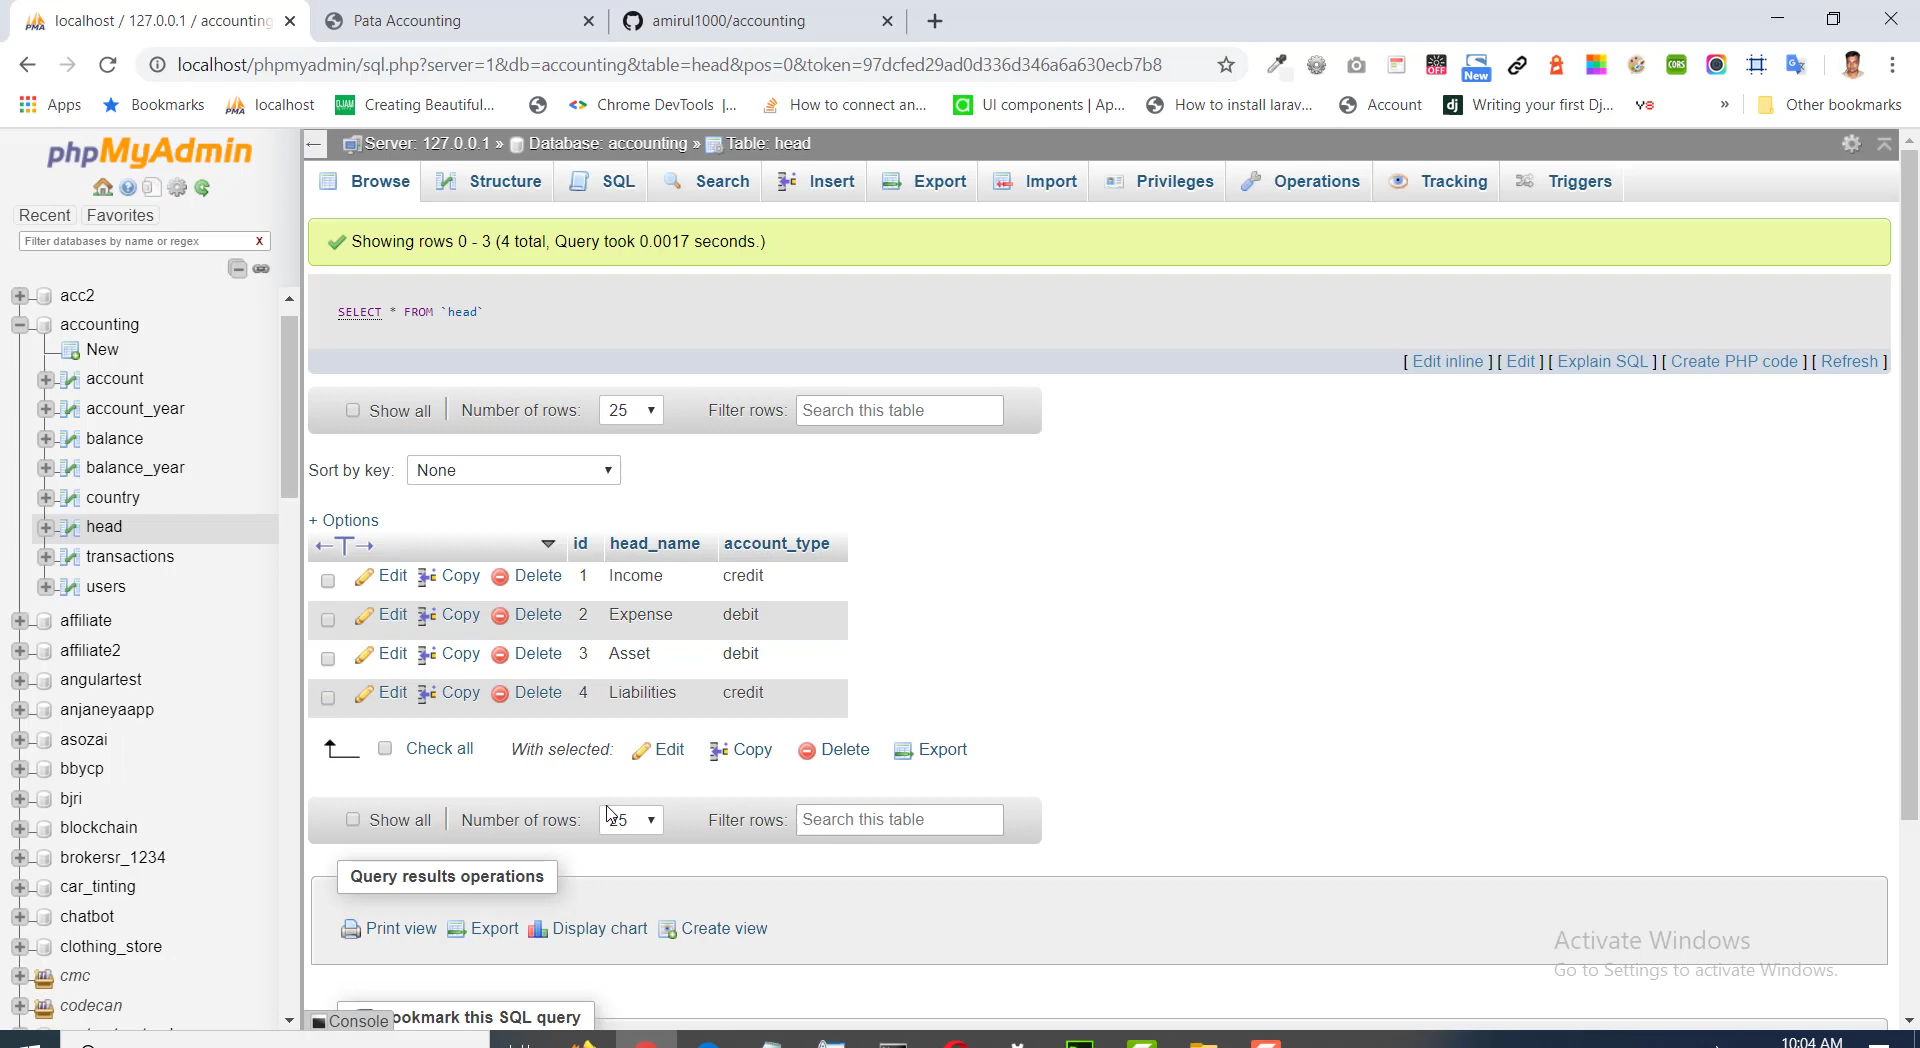 localhost / 127.0.0.1 / accounting
Pata Accounting
amirul1000/accounting
localhost/phpmyadmin/sql.php?server=1&db=accounting&table=head&pos=0&token=97dcfed29ad0d336d346a6a630ecb7b8
OFF
New
CORS
Apps
Bookmarks
localhost
Creating Beautiful...
Chrome DevTools |...
How to connect an...
UI components | Ap...
How to install larav...
Account
Writing your first Dj...
»
Other bookmarks
phpMyAdmin
Recent
Favorites
Filter databases by name or regex
X
acc2
accounting
New
account
account_year
balance
balance_year
country
head
transactions
users
affiliate
affiliate2
angulartest
anjaneyaapp
asozai
bbycp
bjri
blockchain
brokersr_1234
car_tinting
chatbot
clothing_store
cmc
codecan
Server: 127.0.0.1 » Database: accounting » Table: head
Browse
Structure
SQL
Search
Insert
Export
Import
Privileges
Operations
Tracking
Triggers
Showing rows 0 - 3 (4 total, Query took 0.0017 seconds.)
SELECT * FROM `head`
[ Edit inline ] [ Edit ] [ Explain SQL ] [ Create PHP code ] [ Refresh ]
Show all
Number of rows:
25
Filter rows:
Search this table
Sort by key:
None
+ Options
id head_name account_type
Edit Copy Delete 1 Income credit
Edit Copy Delete 2 Expense debit
Edit Copy Delete 3 Asset debit
Edit Copy Delete 4 Liabilities credit
Check all
With selected:
Edit Copy Delete Export
Show all
Number of rows:
25
Filter rows:
Search this table
Query results operations
Print view Export Display chart Create view
Activate Windows
Go to Settings to activate Windows.
ookmark this SQL query
Console
10:04 AM